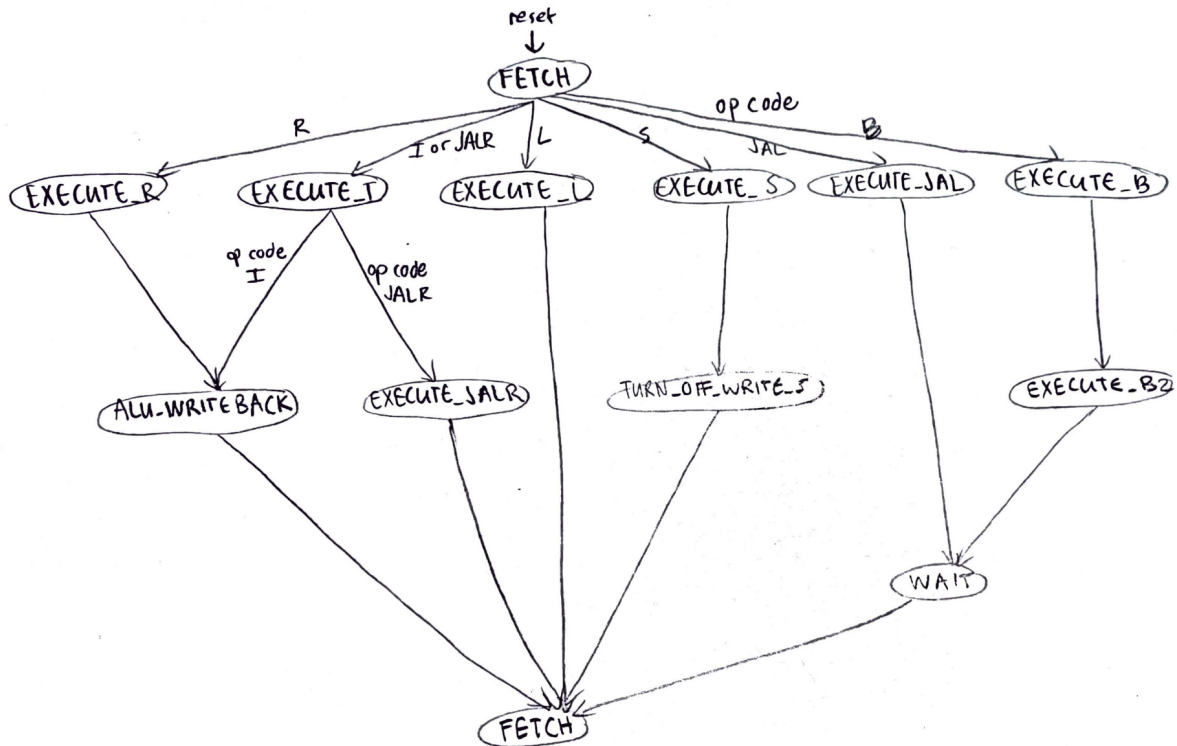 reset
FETCH
op code
R
I or JALR
L
S
JAL
B
EXECUTE_R
EXECUTE_I
EXECUTE_L
EXECUTE_S
EXECUTE_JAL
EXECUTE_B
op code
I
op code
JALR
ALU_WRITEBACK
EXECUTE_JALR
TURN_OFF_WRITE_S
EXECUTE_B2
WAIT
FETCH